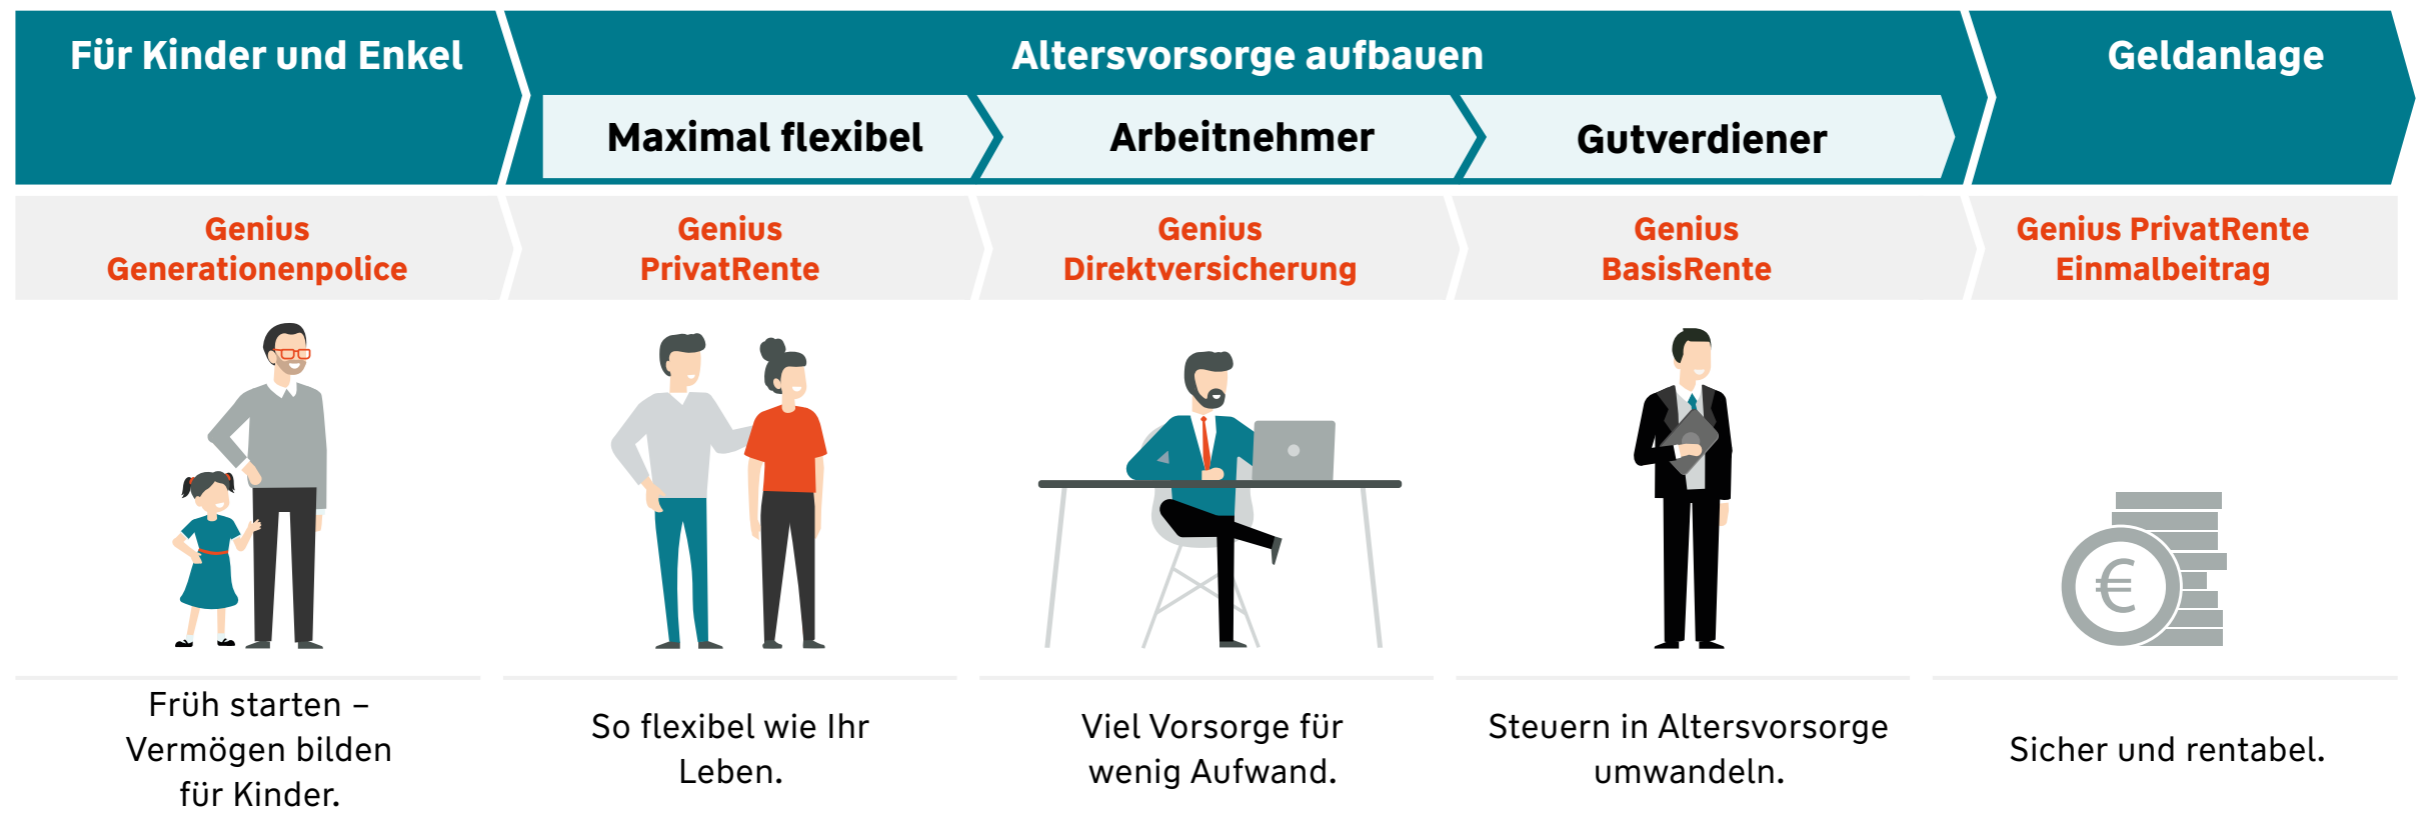 Für Kinder und Enkel
Altersvorsorge aufbauen
Geldanlage
Maximal flexibel
Arbeitnehmer
Gutverdiener
Genius
Generationenpolice
Genius
PrivatRente
Genius
Direktversicherung
Genius
BasisRente
Genius PrivatRente
Einmalbeitrag
€
Früh starten –
Vermögen bilden
für Kinder.
So flexibel wie Ihr
Leben.
Viel Vorsorge für
wenig Aufwand.
Steuern in Altersvorsorge
umwandeln.
Sicher und rentabel.